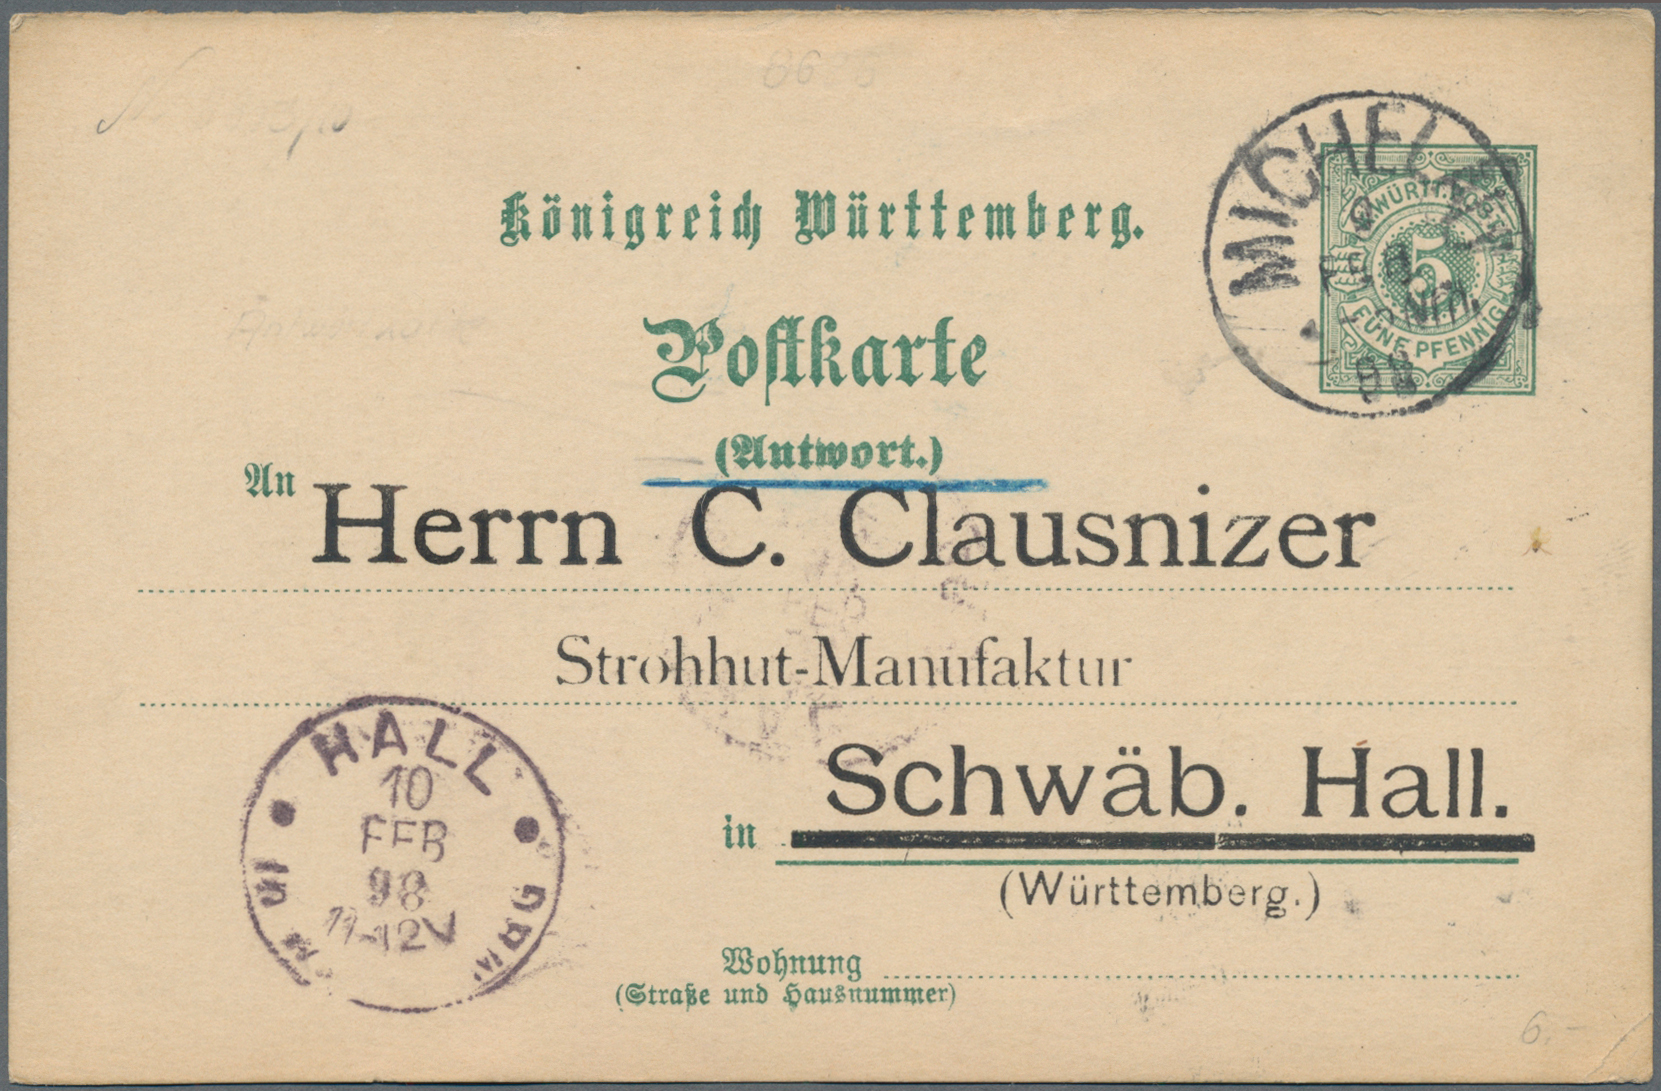 Königreich Württemberg.
Postkarte
(Antwort.)
An Herrn C. Clausnizer
Strohhut-Manufaktur
in Schwäb. Hall.
(Württemberg.)
Wohnung
(Straße und Hausnummer)
5
FÜNF PFENNIG
HALL
10
FEB
98
11-12V
6.-